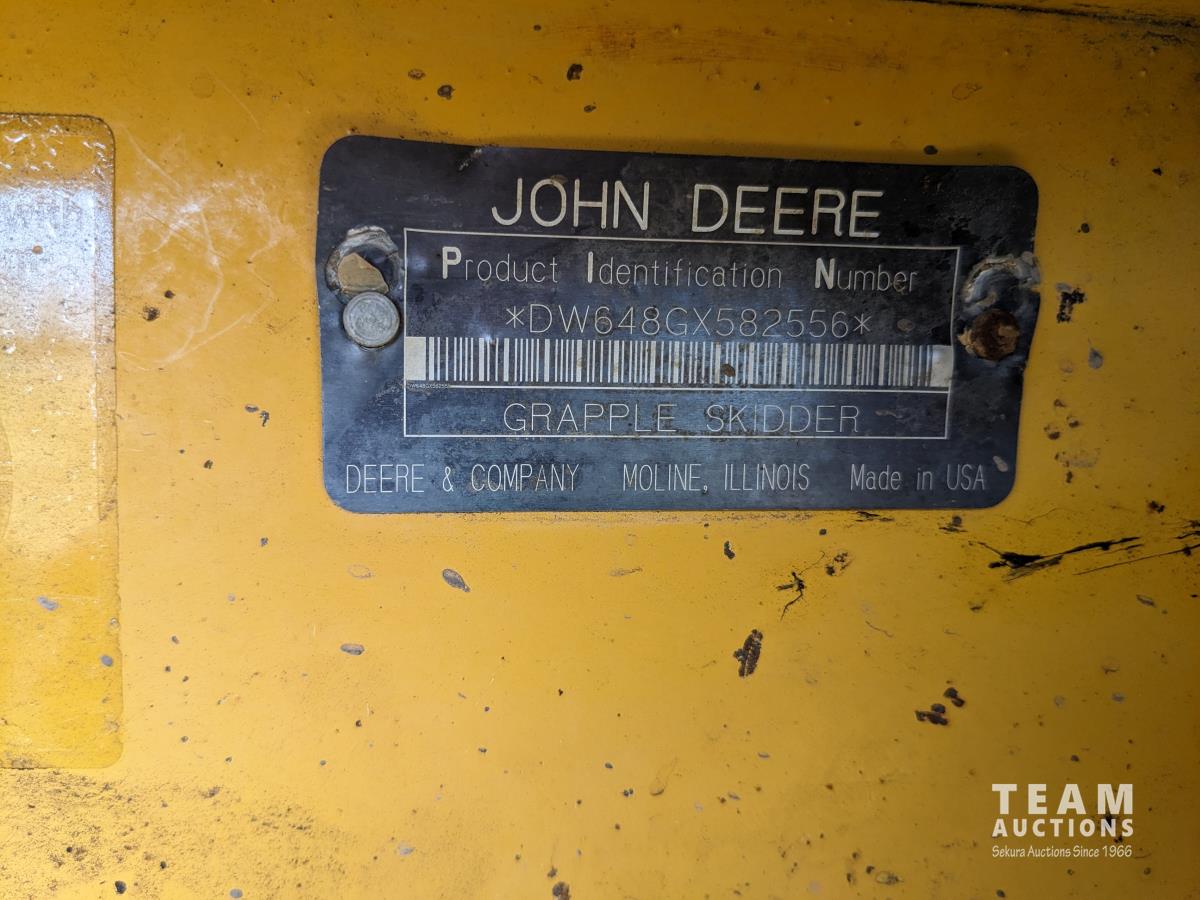 JOHN DEERE
Product Identification Number
*DW648GX582556*
GRAPPLE SKIDDER
DEERE & COMPANY MOLINE, ILLINOIS Made in USA
TEAM
AUCTIONS
Sekura Auctions Since 1966